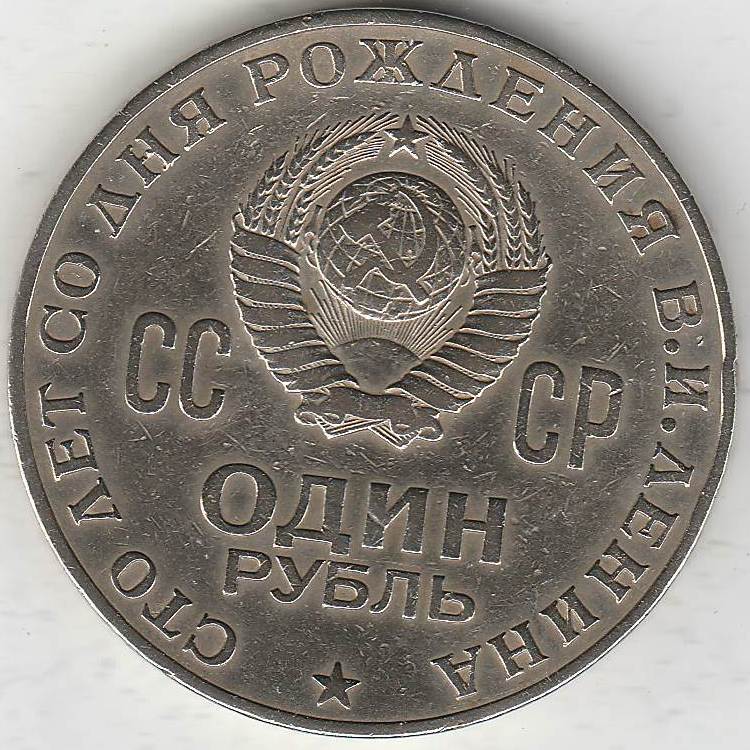 СТО ЛЕТ СО ДНЯ РОЖДЕНИЯ В.И.ЛЕНИНА
СС СР
ОДИН
РУБЛЬ